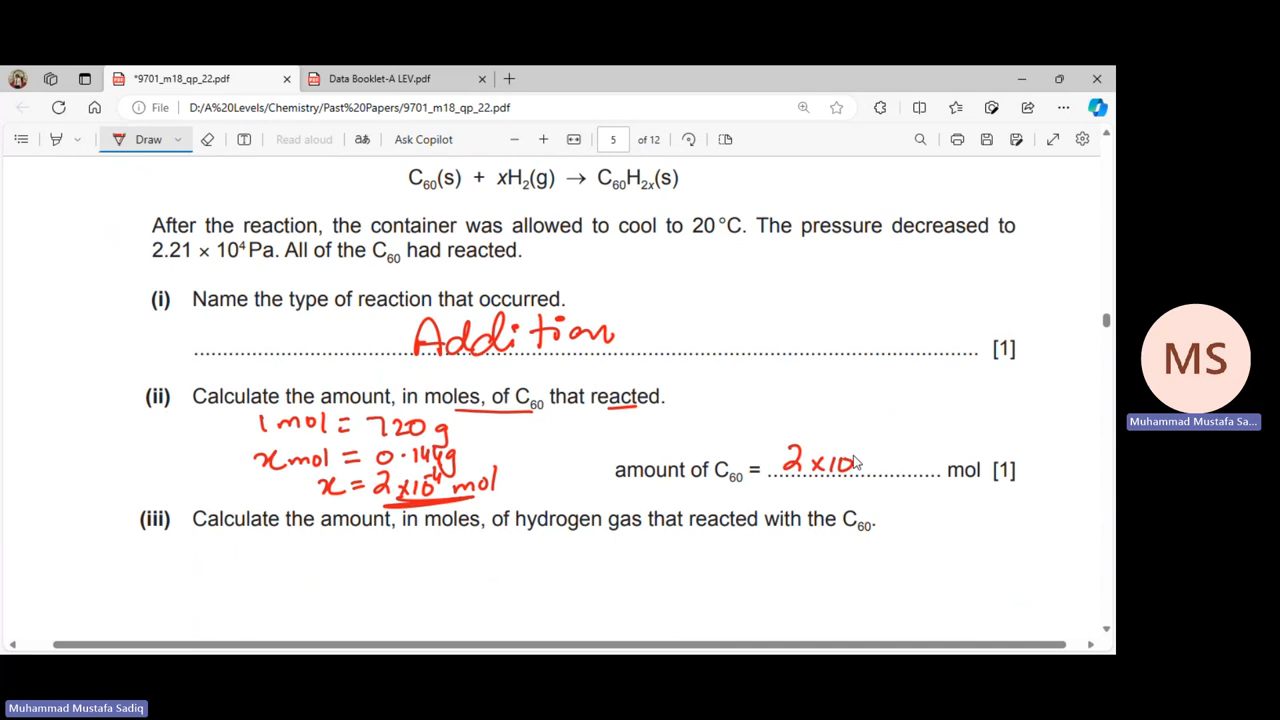 *9701_m18_qp_22.pdf
Data Booklet-A LEV.pdf
File
D:/A%20Levels/Chemistry/Past%20Papers/9701_m18_qp_22.pdf
Draw
Read aloud
aあ
Ask Copilot
5 of 12
C₆₀(s) + xH₂(g) → C₆₀H₂ₓ(s)
After the reaction, the container was allowed to cool to 20 °C. The pressure decreased to
2.21 × 10⁴ Pa. All of the C₆₀ had reacted.
(i) Name the type of reaction that occurred.
Addition
[1]
(ii) Calculate the amount, in moles, of C₆₀ that reacted.
1 mol = 720 g
x mol = 0.144g
x = 2 × 10⁻⁴ mol
amount of C₆₀ = 2 × 10 mol [1]
(iii) Calculate the amount, in moles, of hydrogen gas that reacted with the C₆₀.
MS
Muhammad Mustafa Sa...
Muhammad Mustafa Sadiq